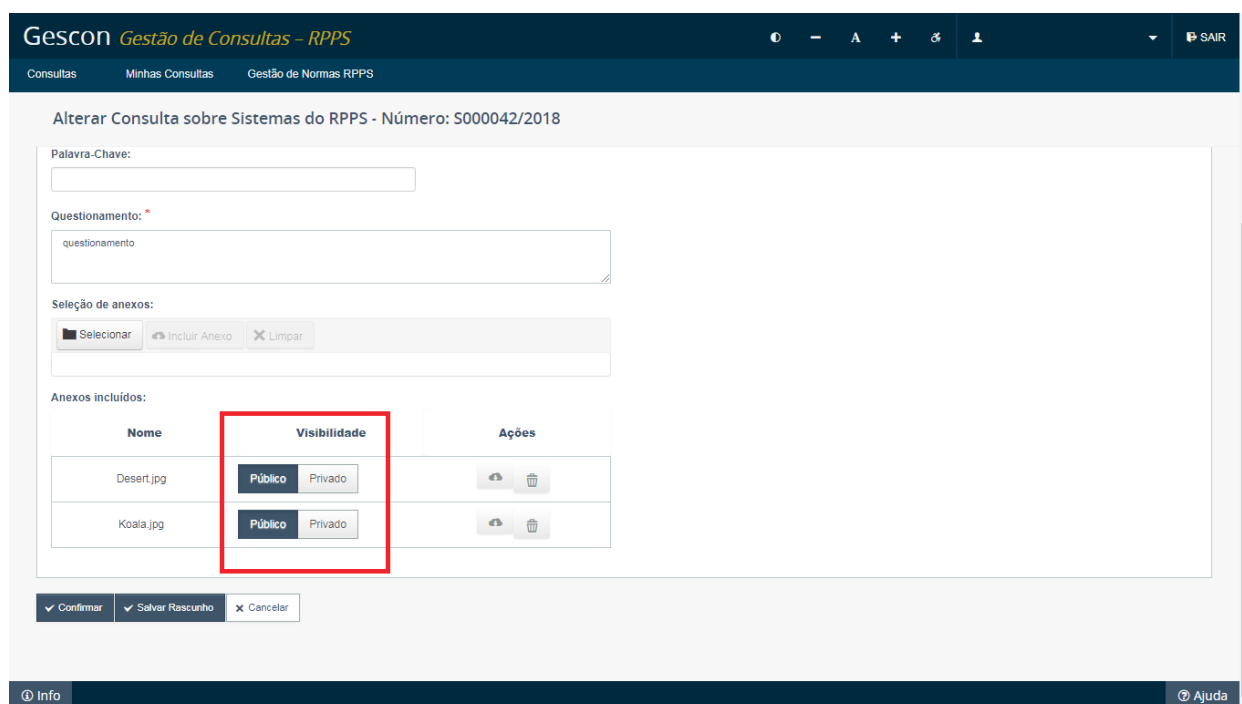 Gescon Gestão de Consultas – RPPS A SAIR
Consultas Minhas Consultas Gestão de Normas RPPS
Alterar Consulta sobre Sistemas do RPPS - Número: S000042/2018
Palavra-Chave:
Questionamento: *
questionamento
Seleção de anexos:
Selecionar Incluir Anexo Limpar
Anexos incluídos:
Nome Visibilidade Ações
Desert.jpg Público Privado
Koala.jpg Público Privado
Confirmar Salvar Rascunho Cancelar
Info Ajuda